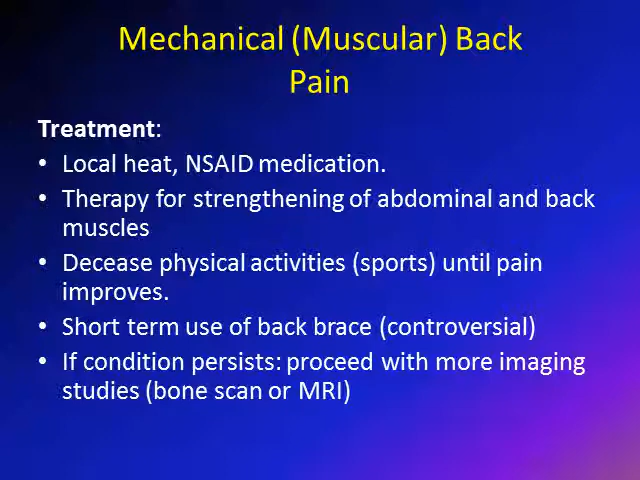 Mechanical (Muscular) Back
Pain
Treatment:
• Local heat, NSAID medication.
• Therapy for strengthening of abdominal and back
muscles
• Decease physical activities (sports) until pain
improves.
• Short term use of back brace (controversial)
• If condition persists: proceed with more imaging
studies (bone scan or MRI)